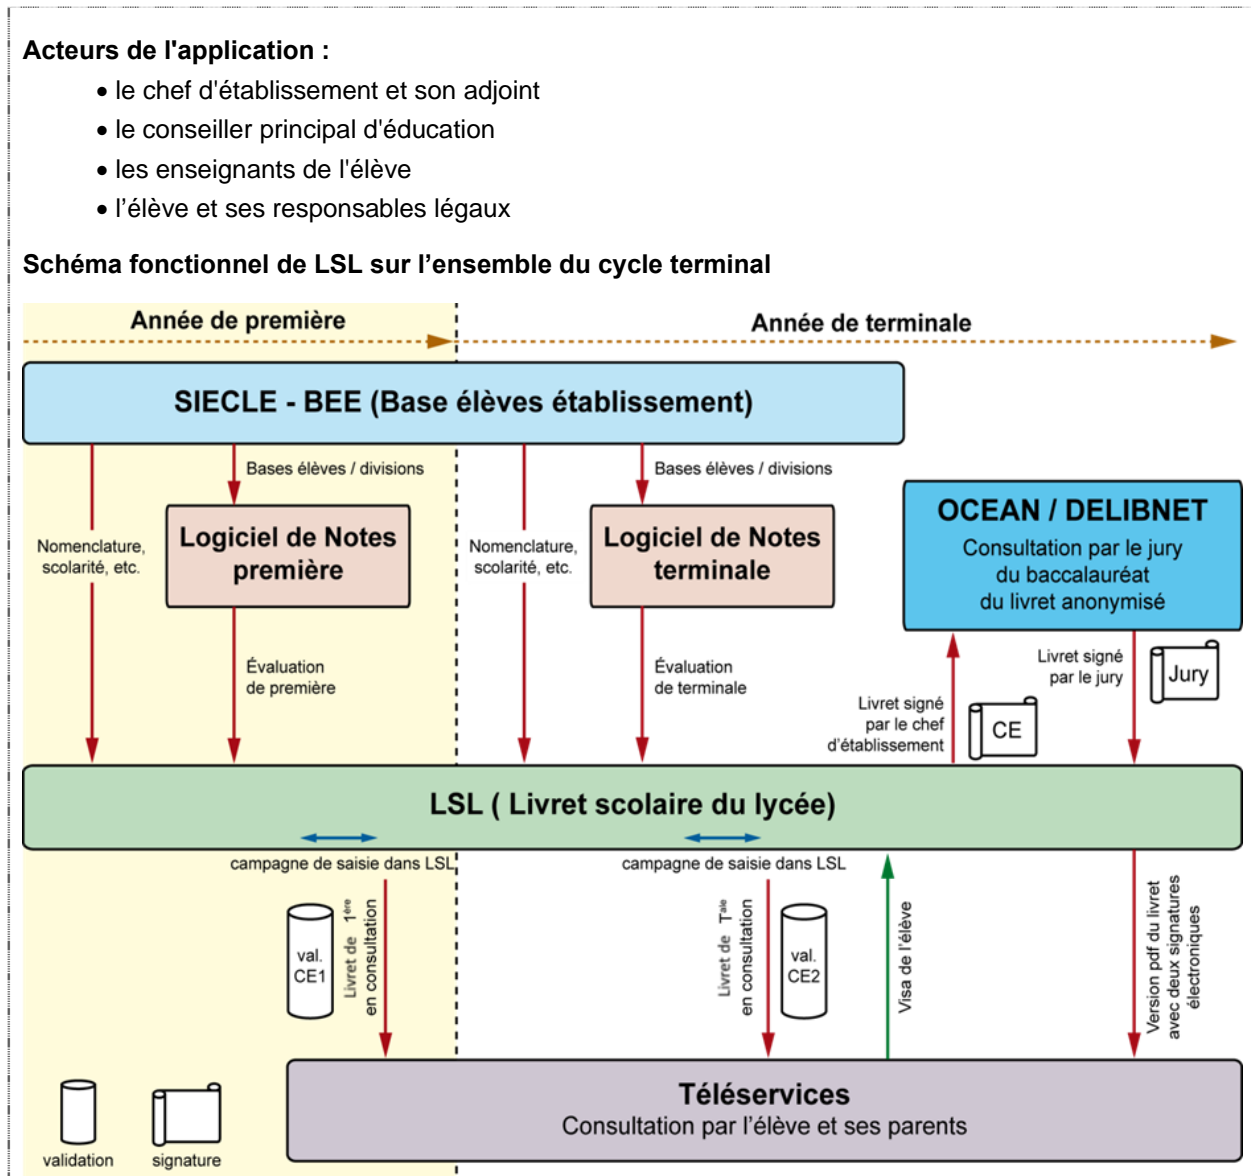 Acteurs de l'application :
• le chef d'établissement et son adjoint
• le conseiller principal d'éducation
• les enseignants de l'élève
• l’élève et ses responsables légaux
Schéma fonctionnel de LSL sur l’ensemble du cycle terminal
Année de première
Année de terminale
SIECLE - BEE (Base élèves établissement)
Bases élèves / divisions
Bases élèves / divisions
Nomenclature,
scolarité, etc.
Logiciel de Notes
première
Nomenclature,
scolarité, etc.
Logiciel de Notes
terminale
OCEAN / DELIBNET
Consultation par le jury
du baccalauréat
du livret anonymisé
Évaluation
de première
Évaluation
de terminale
Livret signé
par le chef
d’établissement
CE
Livret signé
par le jury
Jury
LSL ( Livret scolaire du lycée)
campagne de saisie dans LSL
campagne de saisie dans LSL
val.
CE1
Livret de 1ère
en consultation
Livret de Tale
en consultation
val.
CE2
Visa de l’élève
Version pdf du livret
avec deux signatures
électroniques
Téléservices
Consultation par l’élève et ses parents
validation
signature